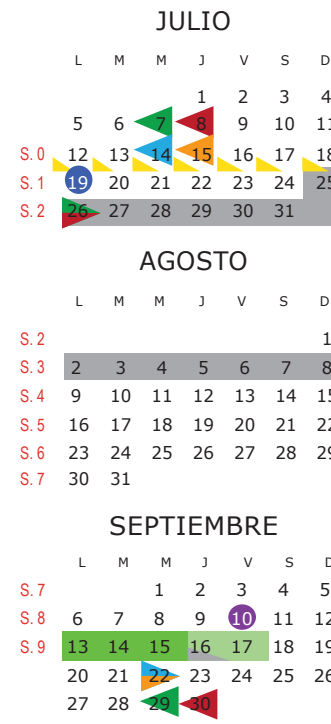 JULIO
L M M J V S D
1 2 3 4
5 6 7 8 9 10 11
S. 0 12 13 14 15 16 17 18
S. 1 19 20 21 22 23 24 25
S. 2 26 27 28 29 30 31
AGOSTO
L M M J V S D
S. 2 1
S. 3 2 3 4 5 6 7 8
S. 4 9 10 11 12 13 14 15
S. 5 16 17 18 19 20 21 22
S. 6 23 24 25 26 27 28 29
S. 7 30 31
SEPTIEMBRE
L M M J V S D
S. 7 1 2 3 4 5
S. 8 6 7 8 9 10 11 12
S. 9 13 14 15 16 17 18 19
20 21 22 23 24 25 26
27 28 29 30